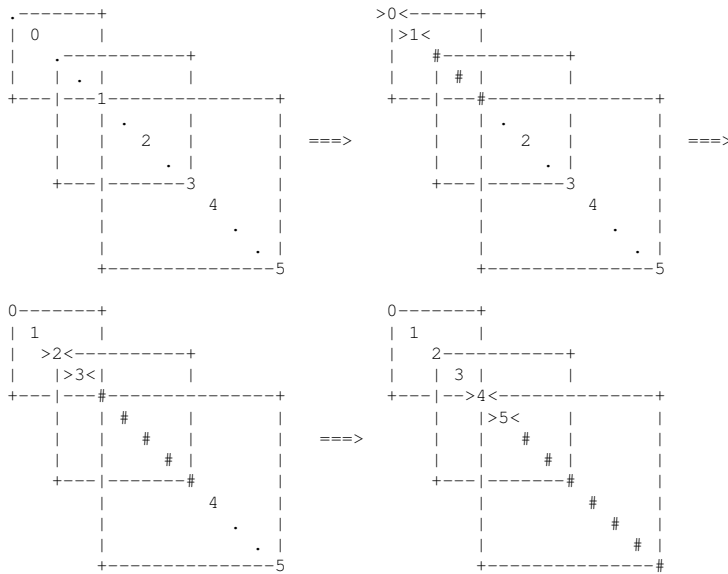 .-------+                         >0<------+
| 0     |                          |>1<    |
|   .-----------+                  |   #-----------+
|   | . |       |                  |   | # |       |
+---|---1---------------+          +---|---#---------------+
    |   | .     |       |              |   | .     |       |
    |   |   2   |       |   ===>       |   |   2   |       |   ===>
    |   |     . |       |              |   |     . |       |
    +---|-------3       |              +---|-------3       |
        |         4     |                  |         4     |
        |           .   |                  |           .   |
        |             . |                  |             . |
        +---------------5                  +---------------5
0-------+                          0-------+
| 1     |                          | 1     |
|  >2<----------+                  |   2-----------+
|   |>3<|       |                  |   | 3 |       |
+---|---#---------------+          +---|-->4<--------------+
    |   | #     |       |              |   |>5<    |       |
    |   |   #   |       |    ===>      |   |   #   |       |
    |   |     # |       |              |   |     # |       |
    +---|-------#       |              +---|-------#       |
        |         4     |                  |         #     |
        |           .   |                  |           #   |
        |             . |                  |             # |
        +---------------5                  +---------------#